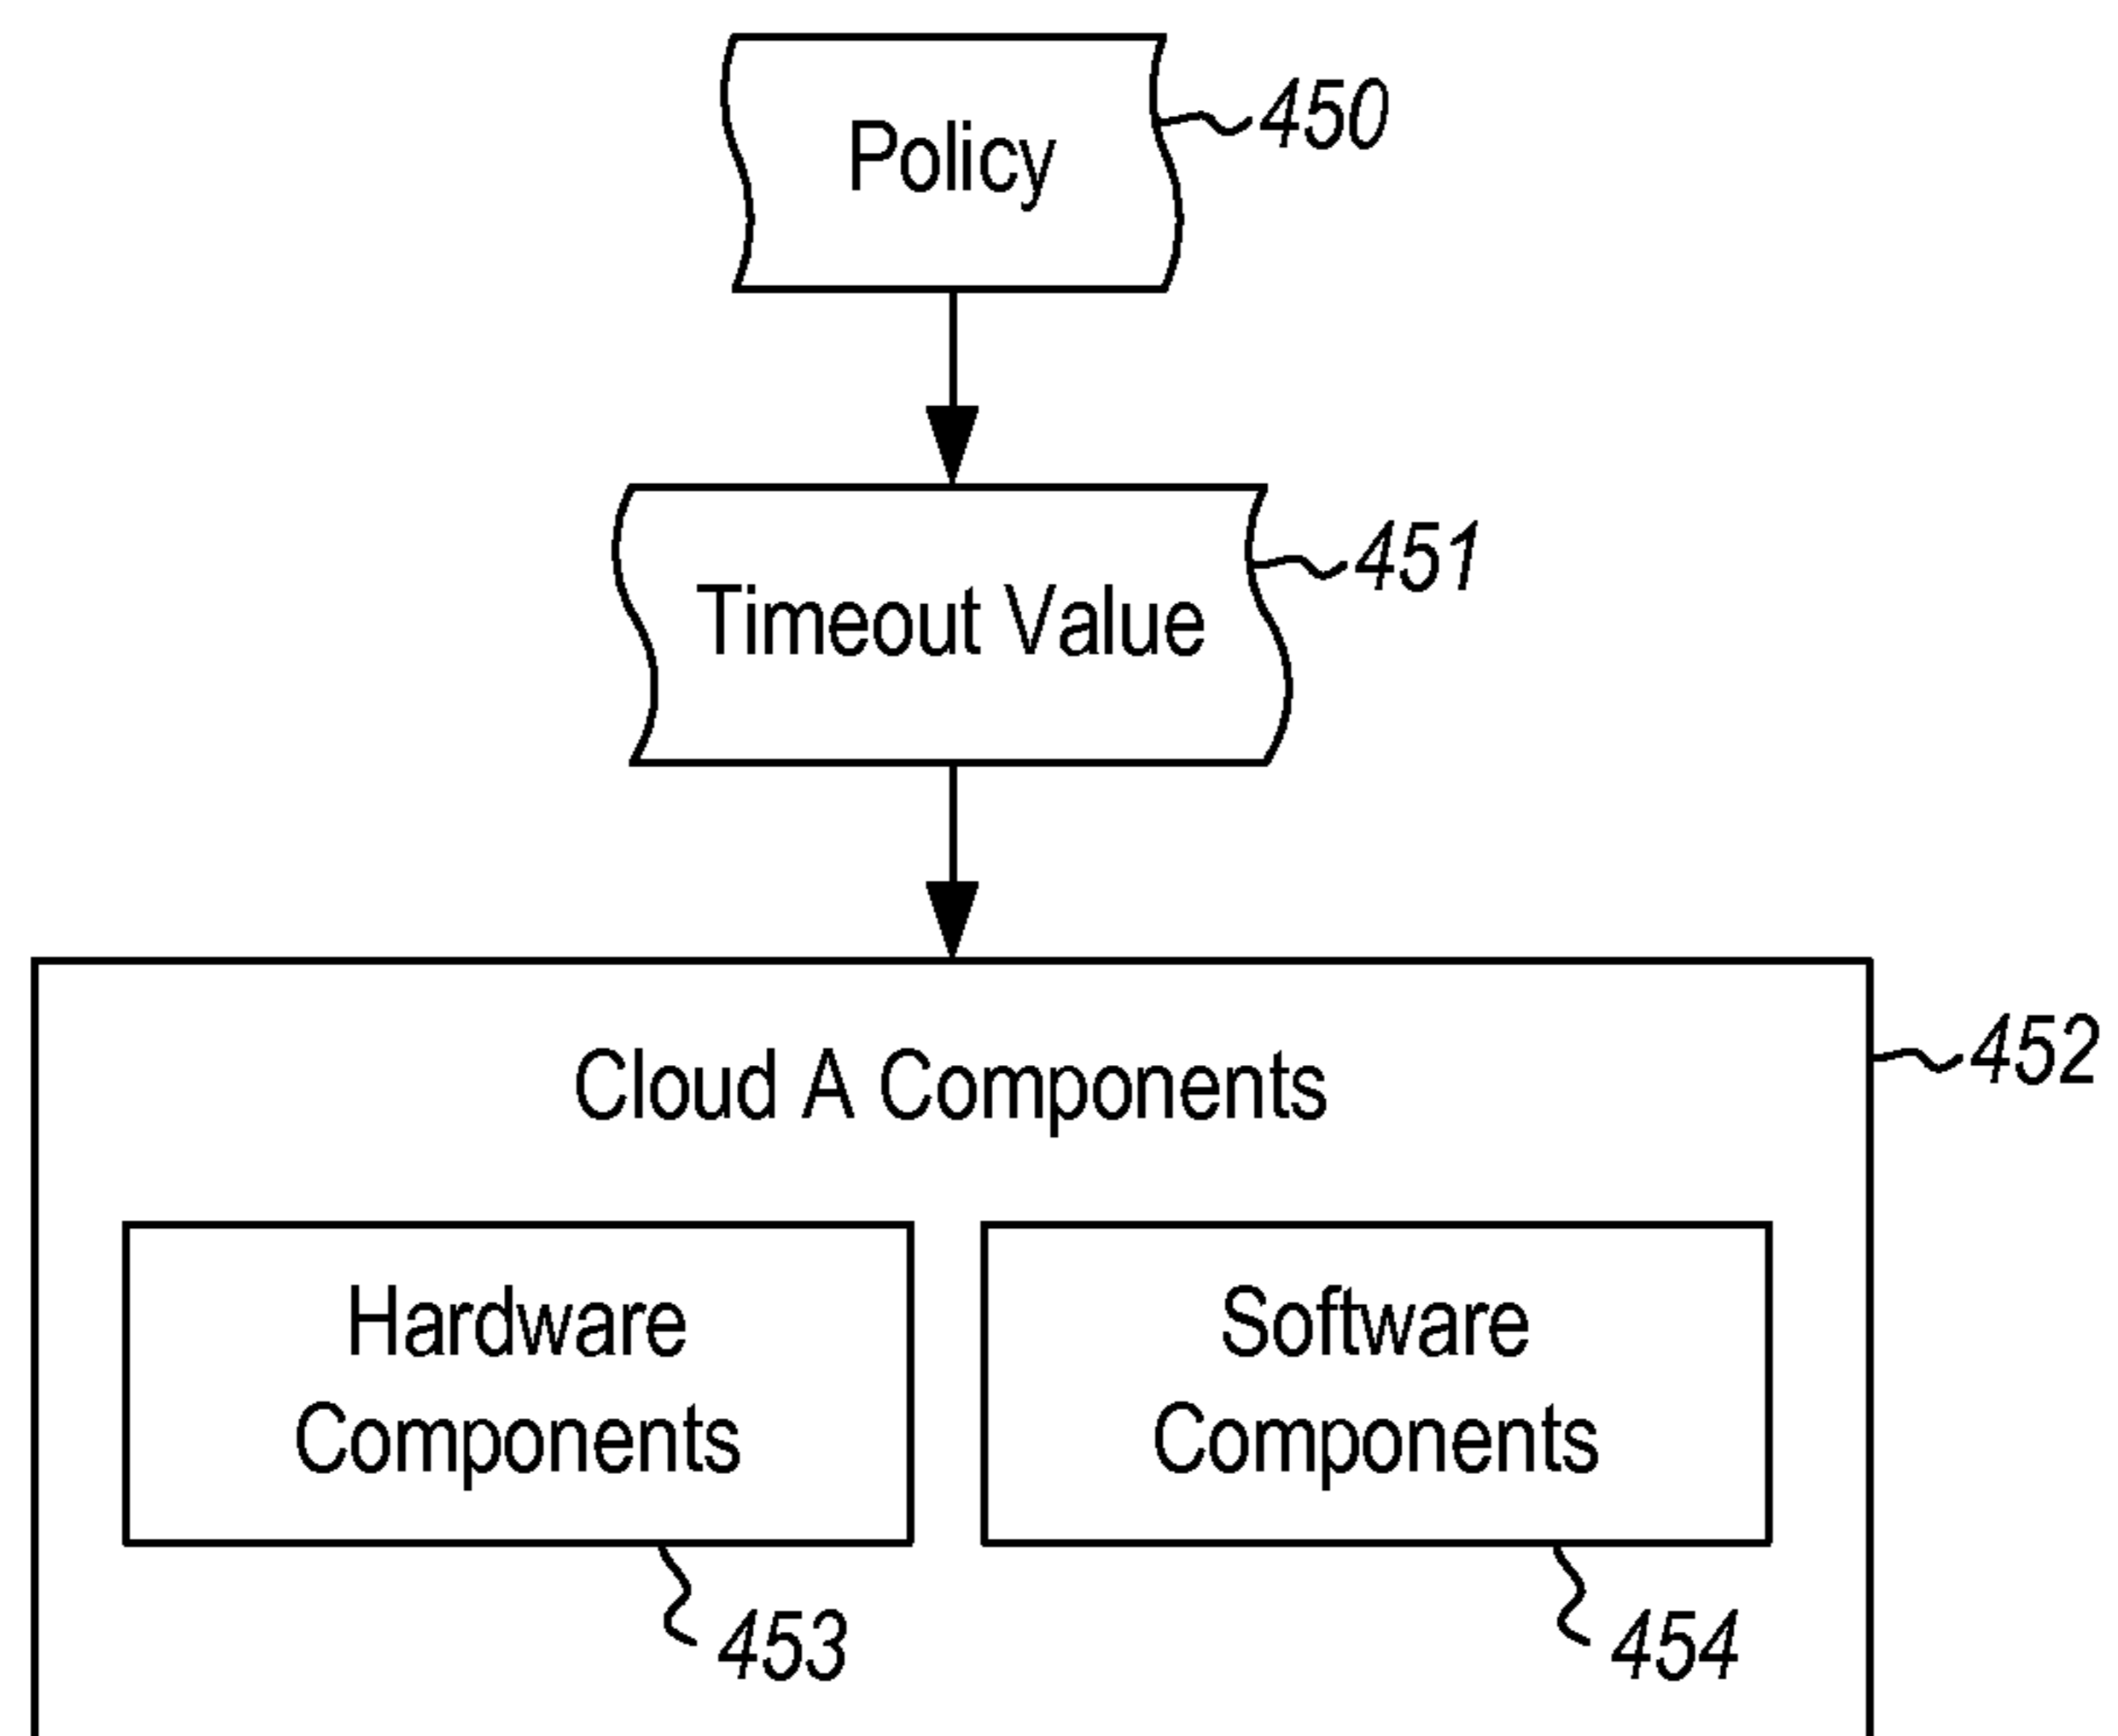 Policy
450
Timeout Value
451
Cloud A Components
452
Hardware
Components
Software
Components
453
454